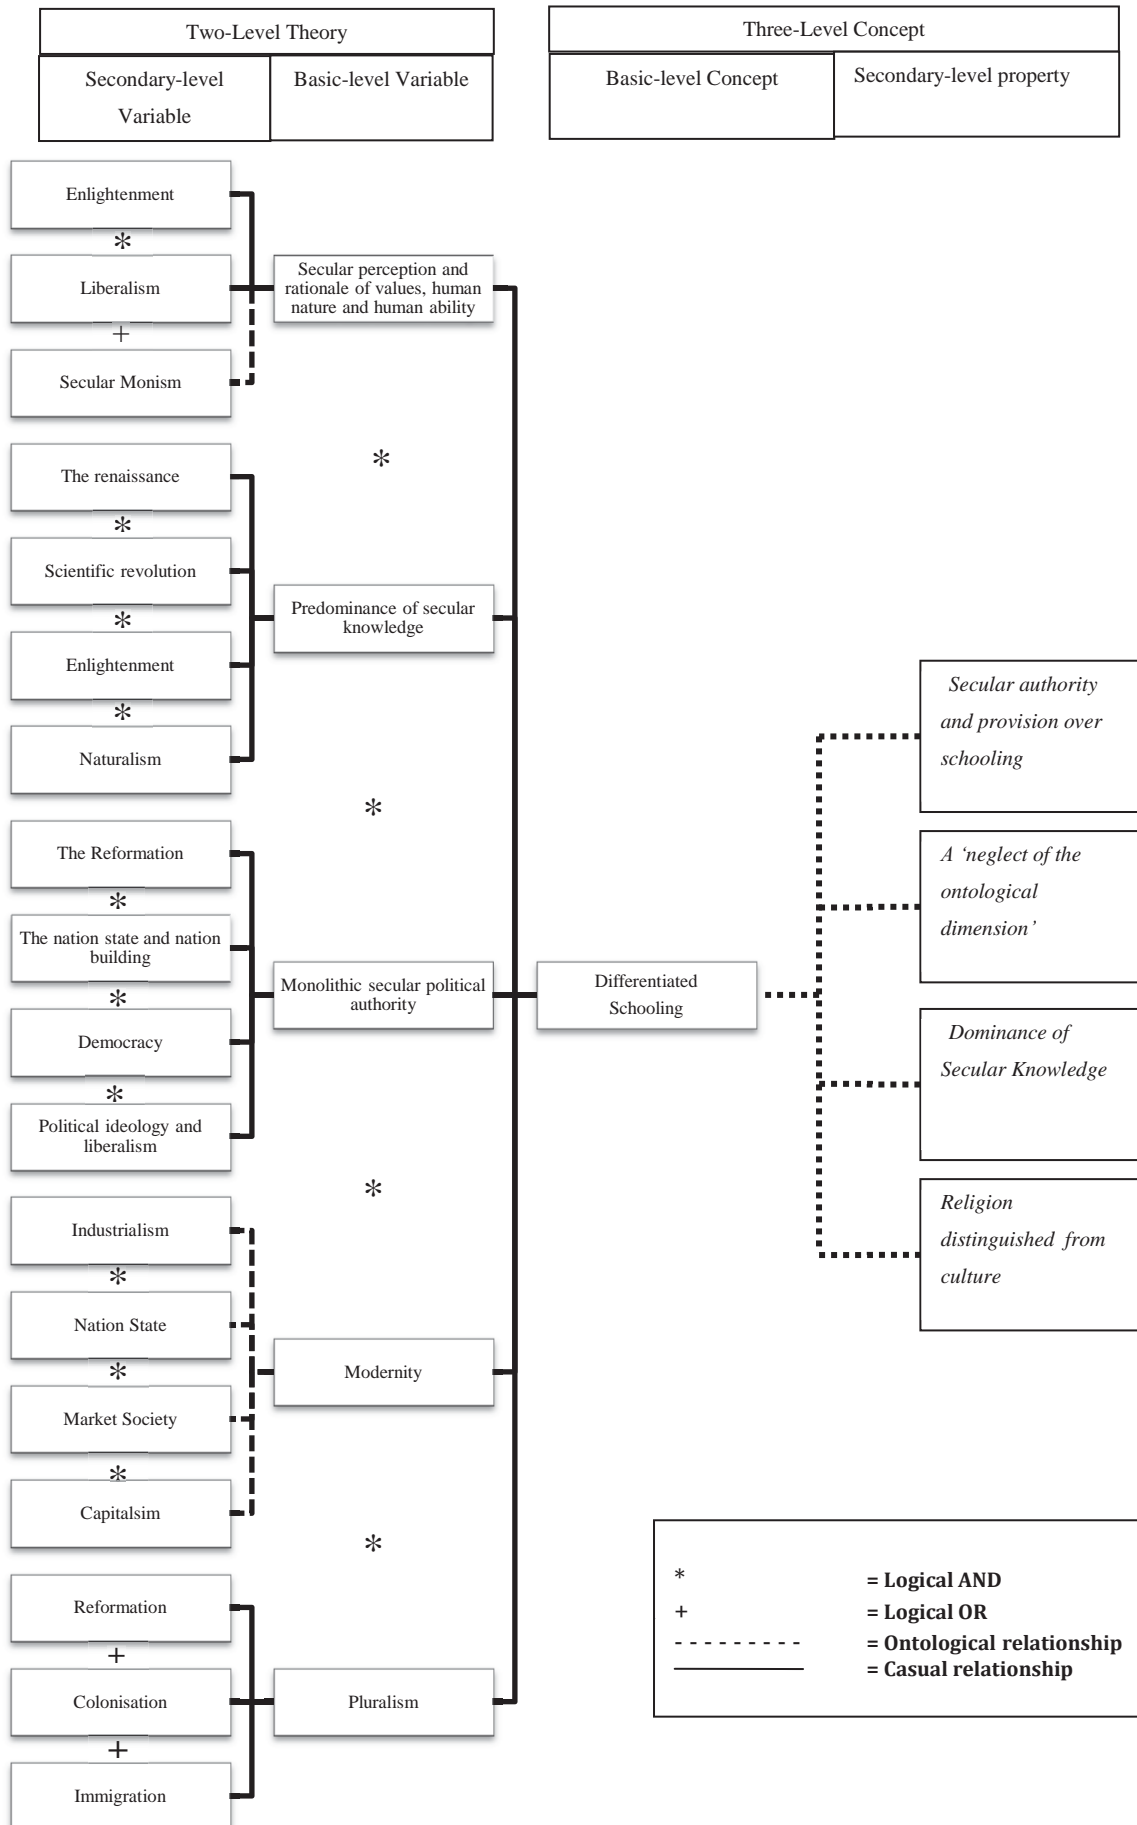 Two-Level Theory
Three-Level Concept
Secondary-level
Variable
Basic-level Variable
Basic-level Concept
Secondary-level property
Enlightenment
*
Liberalism
+
Secular Monism
Secular perception and
rationale of values, human
nature and human ability
*
The renaissance
*
Scientific revolution
*
Enlightenment
*
Naturalism
Predominance of secular
knowledge
*
The Reformation
*
The nation state and nation
building
*
Democracy
*
Political ideology and
liberalism
Monolithic secular political
authority
*
Industrialism
*
Nation State
*
Market Society
*
Capitalsim
Modernity
*
Reformation
+
Colonisation
+
Immigration
Pluralism
Differentiated
Schooling
Secular authority
and provision over
schooling
A ‘neglect of the
ontological
dimension’
Dominance of
Secular Knowledge
Religion
distinguished from
culture
* = Logical AND
+ = Logical OR
- - - - - - - - - = Ontological relationship
= Casual relationship